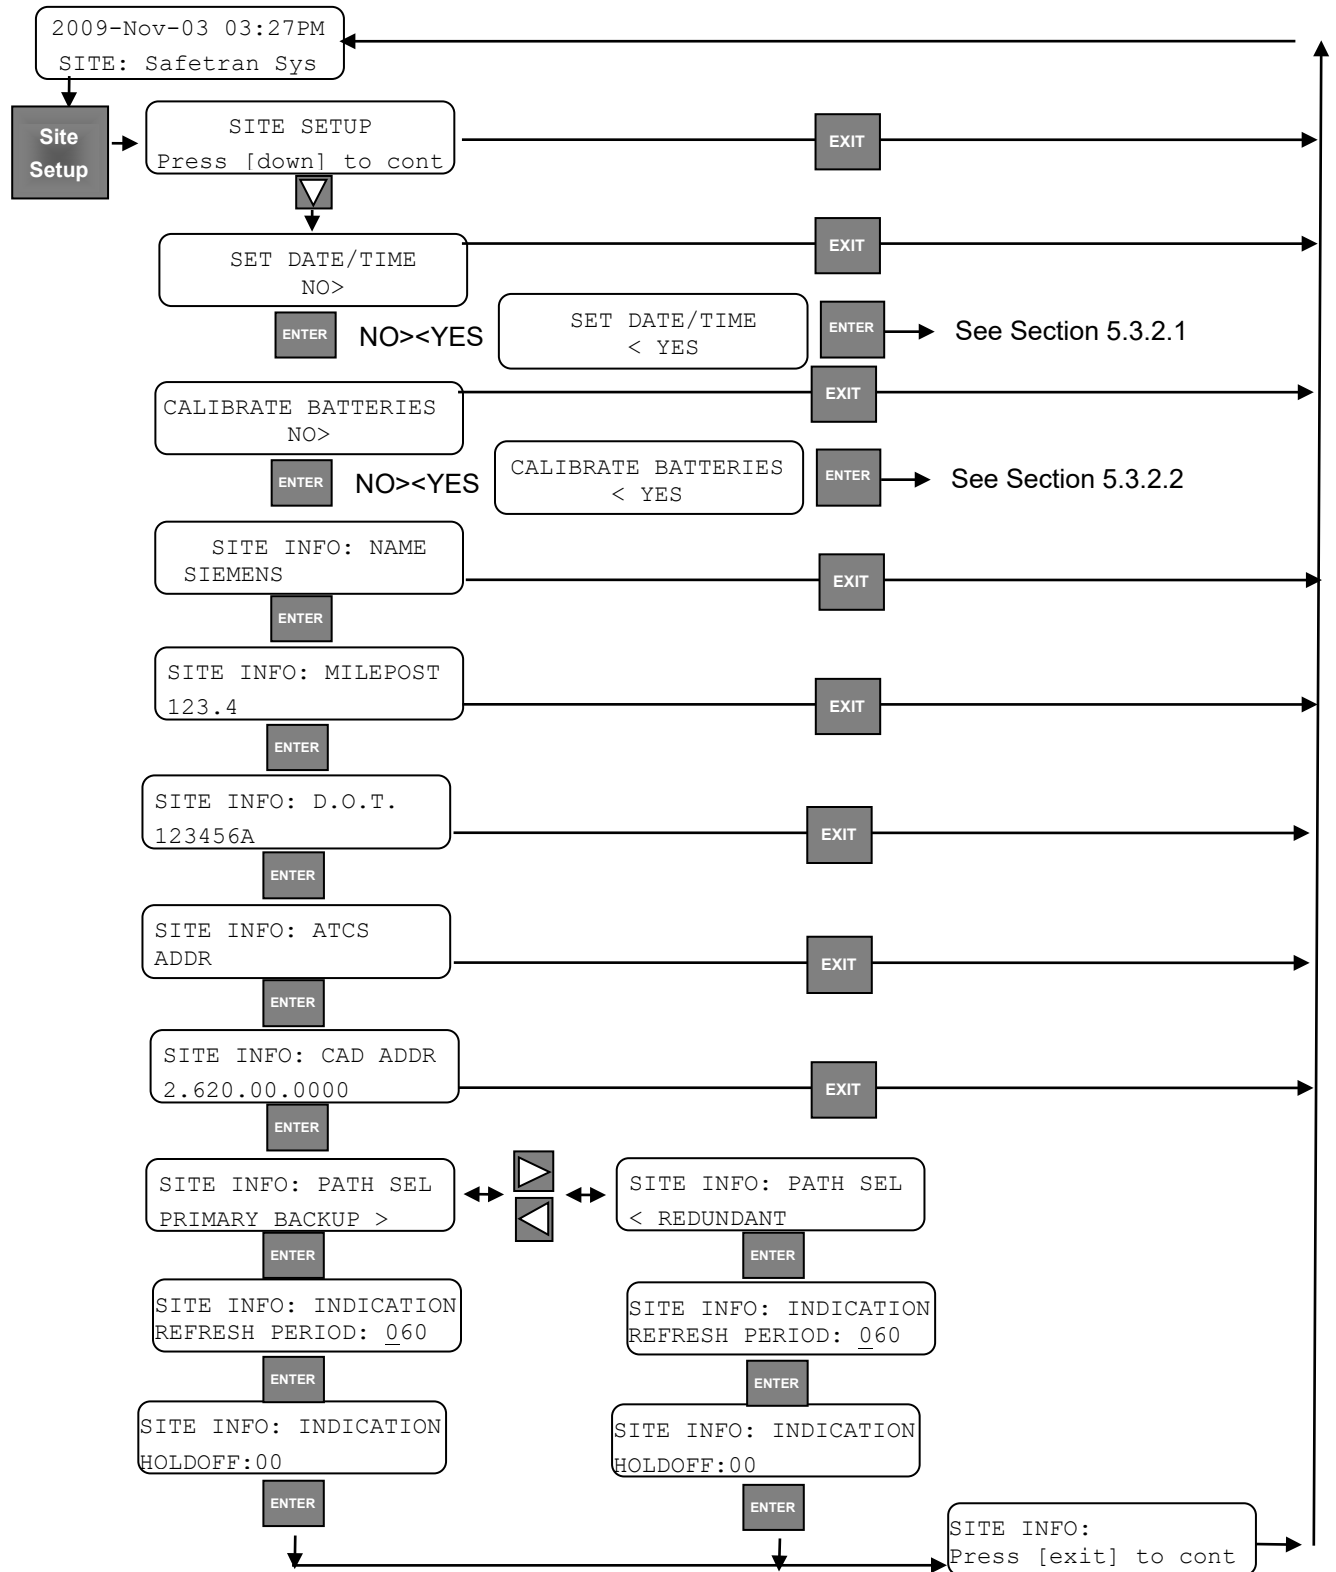 2009-Nov-03 03:27PM
SITE: Safetran Sys
Site
Setup
SITE SETUP
Press [down] to cont
EXIT
SET DATE/TIME
NO>
EXIT
ENTER
NO><YES
SET DATE/TIME
< YES
ENTER
See Section 5.3.2.1
CALIBRATE BATTERIES
NO>
EXIT
ENTER
NO><YES
CALIBRATE BATTERIES
< YES
ENTER
See Section 5.3.2.2
SITE INFO: NAME
SIEMENS
EXIT
ENTER
SITE INFO: MILEPOST
123.4
EXIT
ENTER
SITE INFO: D.O.T.
123456A
EXIT
ENTER
SITE INFO: ATCS
ADDR
EXIT
ENTER
SITE INFO: CAD ADDR
2.620.00.0000
EXIT
ENTER
SITE INFO: PATH SEL
PRIMARY BACKUP >
SITE INFO: PATH SEL
< REDUNDANT
ENTER
ENTER
SITE INFO: INDICATION
REFRESH PERIOD: 060
SITE INFO: INDICATION
REFRESH PERIOD: 060
ENTER
ENTER
SITE INFO: INDICATION
HOLDOFF:00
SITE INFO: INDICATION
HOLDOFF:00
ENTER
ENTER
SITE INFO:
Press [exit] to cont